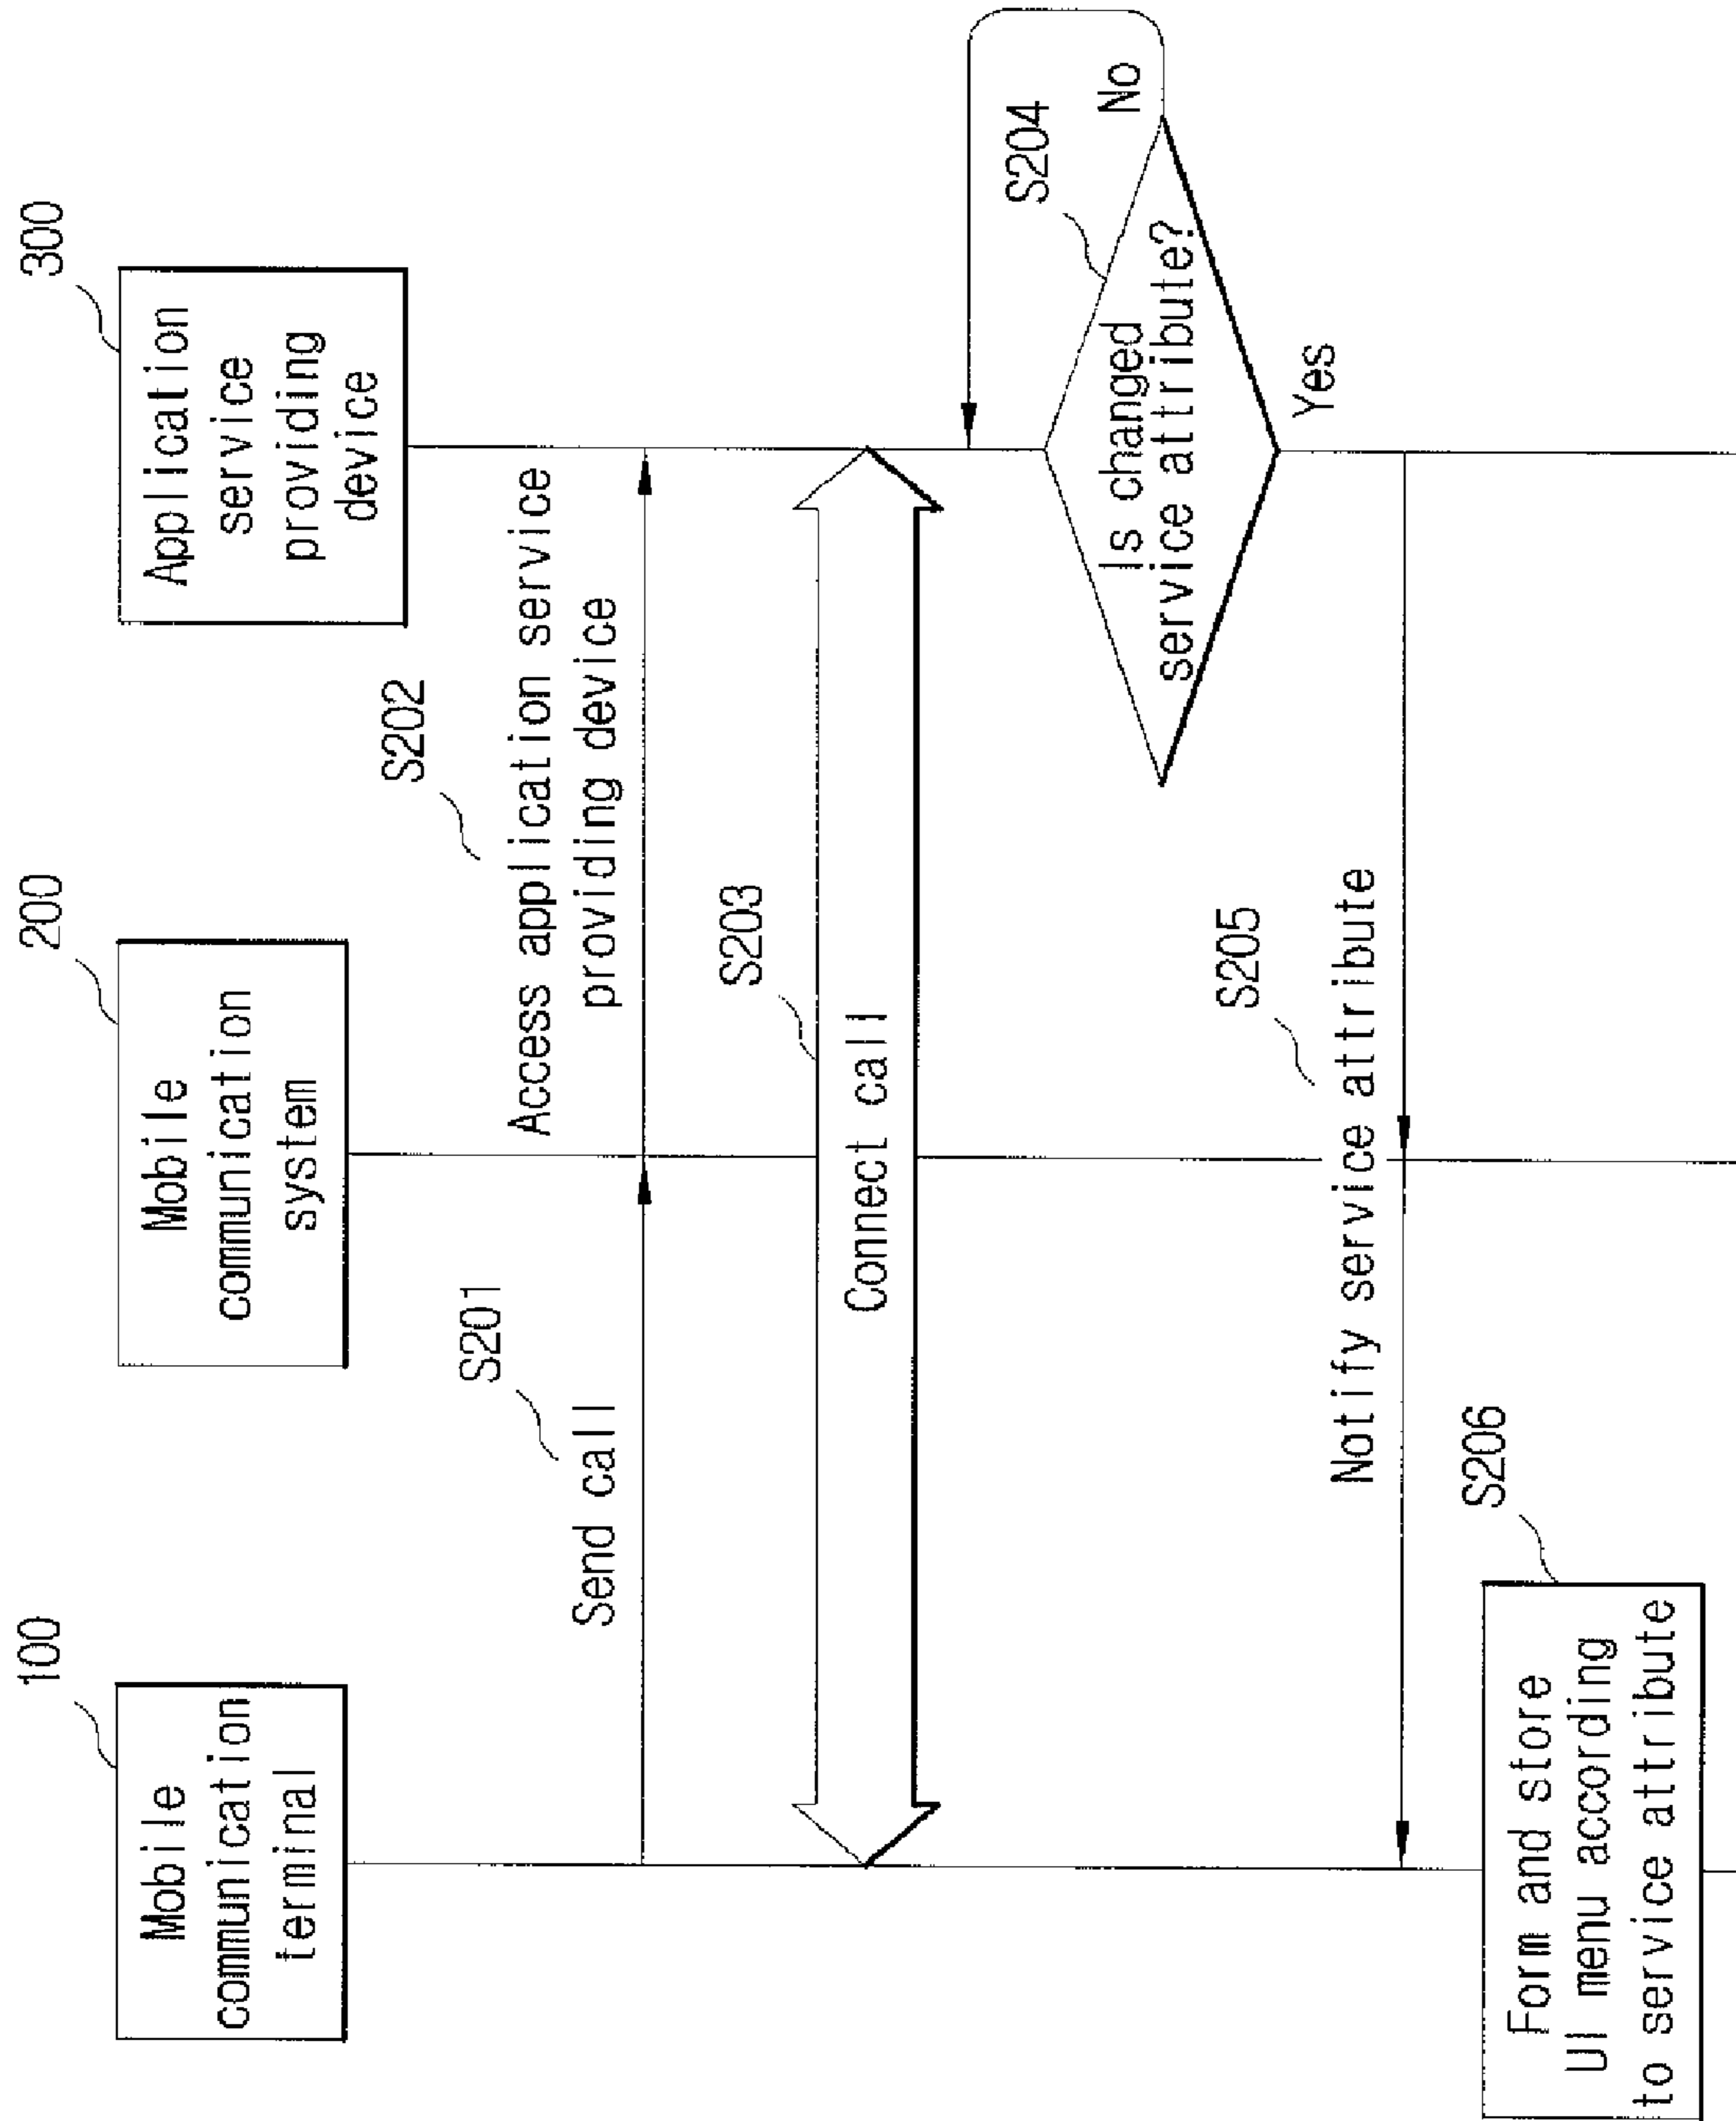 100
Mobile
communication
terminal
200
Mobile
communication
system
300
Application
service
providing
device
Send call
S201
S202
Access application service
providing device
S203
Connect call
S204
Is changed
service attribute?
No
Yes
S205
Notify service attribute
S206
Form and store
UI menu according
to service attribute